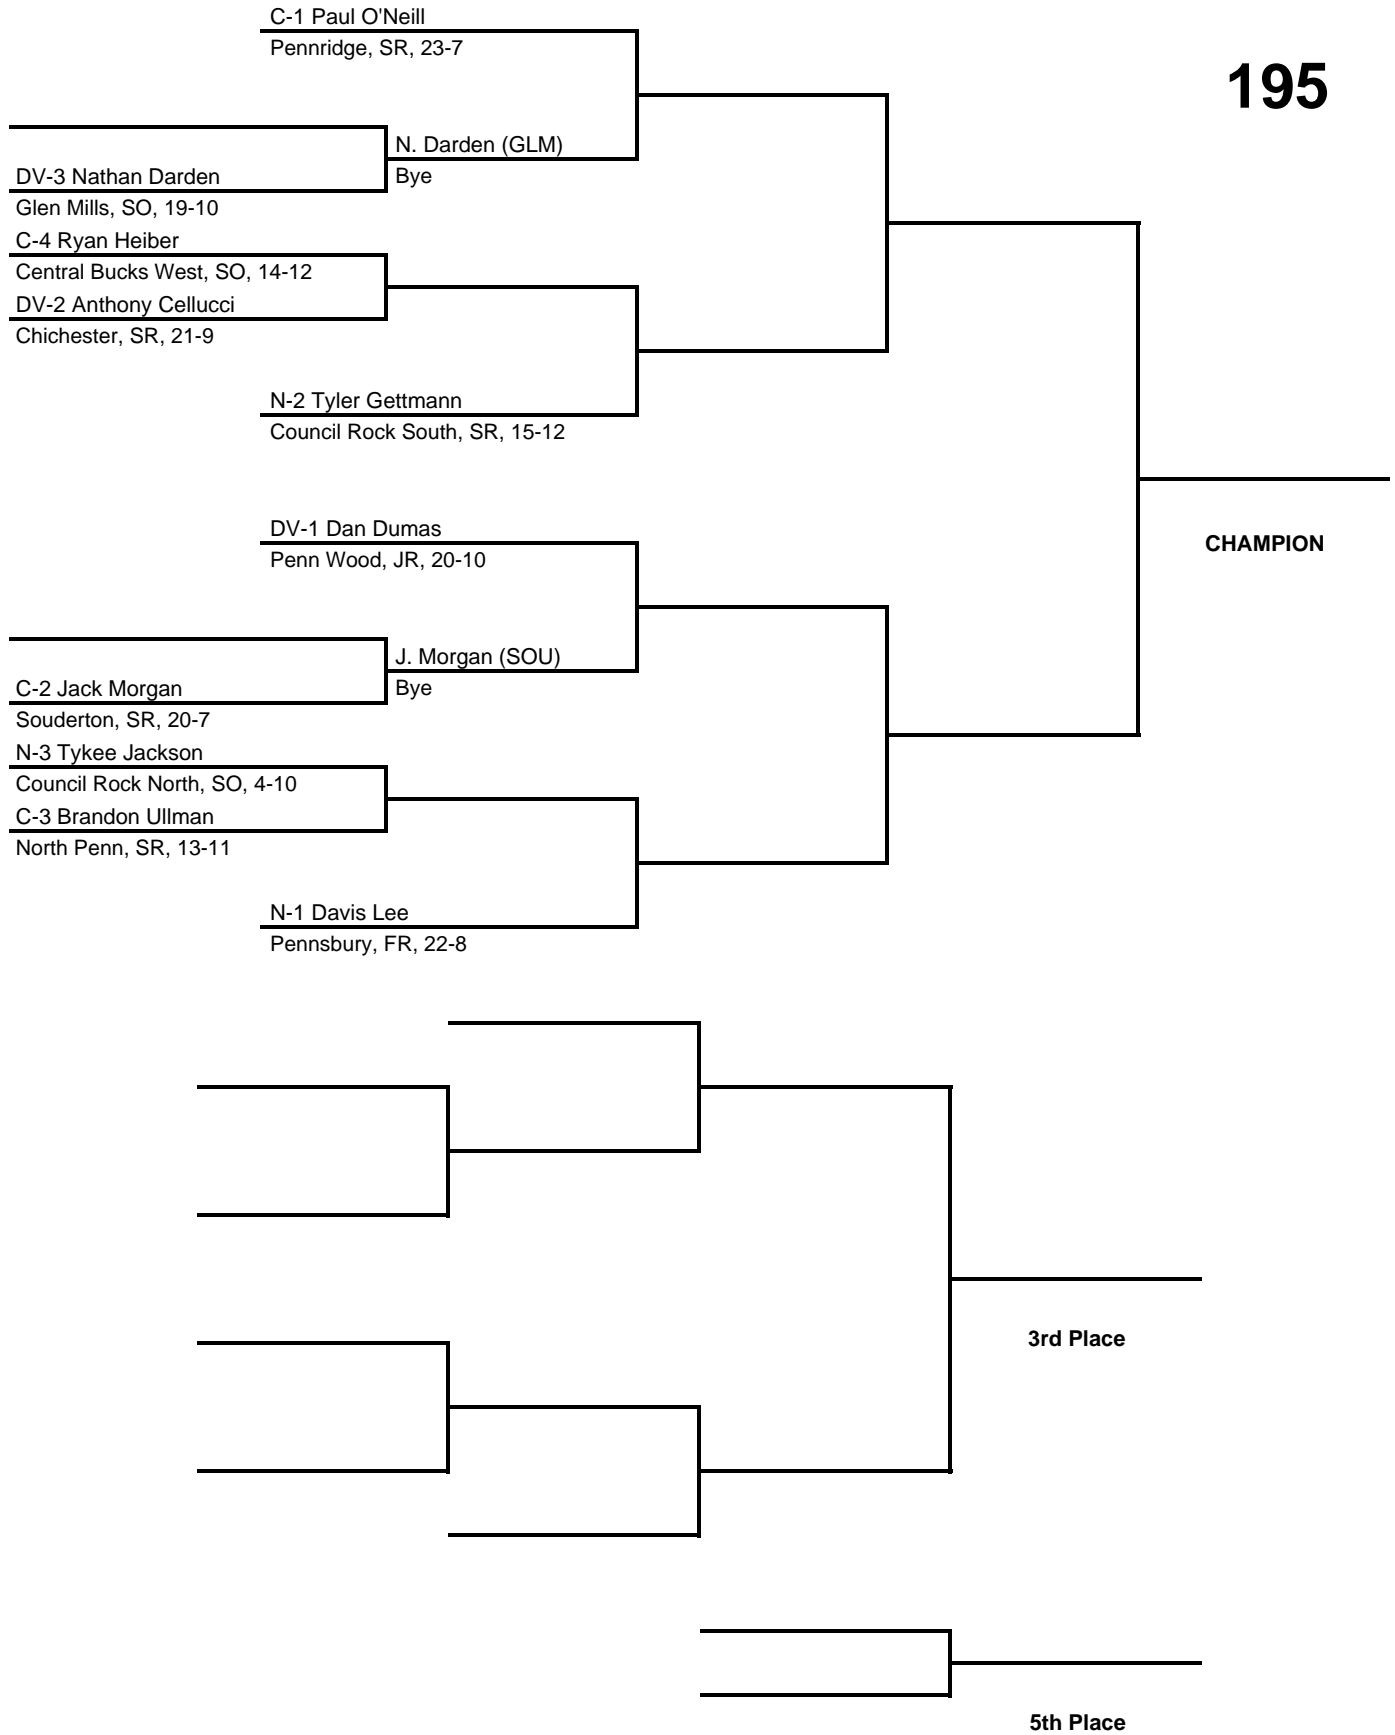 C-1 Paul O'Neill
Pennridge, SR, 23-7
195
N. Darden (GLM)
Bye
DV-3 Nathan Darden
Glen Mills, SO, 19-10
C-4 Ryan Heiber
Central Bucks West, SO, 14-12
DV-2 Anthony Cellucci
Chichester, SR, 21-9
N-2 Tyler Gettmann
Council Rock South, SR, 15-12
DV-1 Dan Dumas
Penn Wood, JR, 20-10
CHAMPION
J. Morgan (SOU)
Bye
C-2 Jack Morgan
Souderton, SR, 20-7
N-3 Tykee Jackson
Council Rock North, SO, 4-10
C-3 Brandon Ullman
North Penn, SR, 13-11
N-1 Davis Lee
Pennsbury, FR, 22-8
3rd Place
5th Place